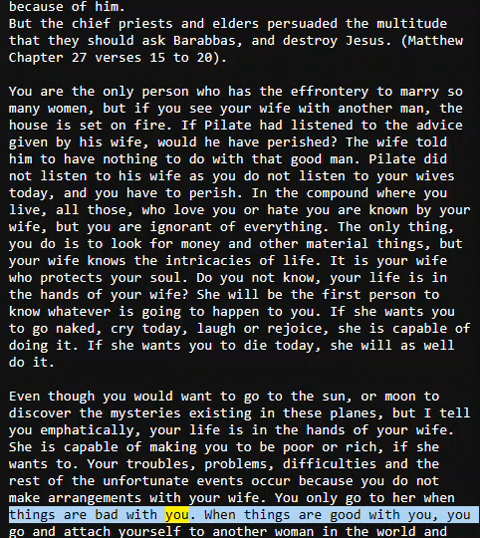 because of him.
But the chief priests and elders persuaded the multitude
that they should ask Barabbas, and destroy Jesus. (Matthew
Chapter 27 verses 15 to 20).
You are the only person who has the effrontery to marry so
many women, but if you see your wife with another man, the
house is set on fire. If Pilate had listened to the advice
given by his wife, would he have perished? The wife told
him to have nothing to do with that good man. Pilate did
not listen to his wife as you do not listen to your wives
today, and you have to perish. In the compound where you
live, all those, who love you or hate you are known by your
wife, but you are ignorant of everything. The only thing,
you do is to look for money and other material things, but
your wife knows the intricacies of life. It is your wife
who protects your soul. Do you not know, your life is in
the hands of your wife? She will be the first person to
know whatever is going to happen to you. If she wants you
to go naked, cry today, laugh or rejoice, she is capable of
doing it. If she wants you to die today, she will as well
do it.
Even though you would want to go to the sun, or moon to
discover the mysteries existing in these planes, but I tell
you emphatically, your life is in the hands of your wife.
She is capable of making you to be poor or rich, if she
wants to. Your troubles, problems, difficulties and the
rest of the unfortunate events occur because you do not
make arrangements with your wife. You only go to her when
things are bad with you. When things are good with you, you
go and attach yourself to another woman in the world and